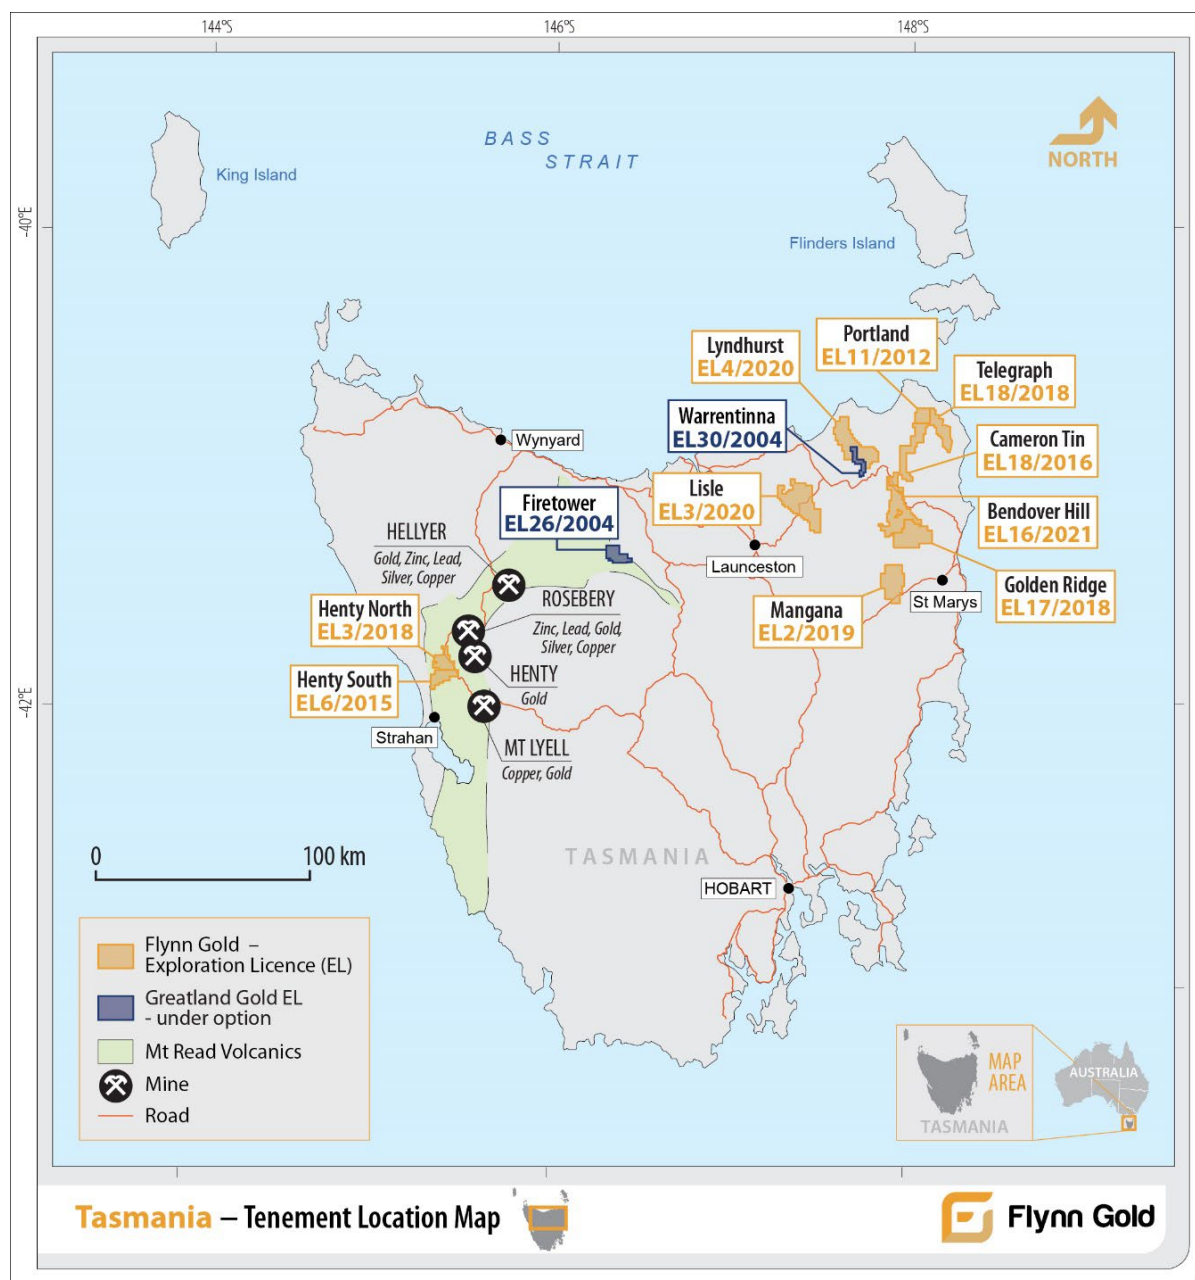 144°S
146°S
148°S
-40°E
-42°E
BASS
STRAIT
NORTH
King Island
Flinders Island
Portland
EL11/2012
Lyndhurst
EL4/2020
Telegraph
EL18/2018
Warrentinna
EL30/2004
Cameron Tin
EL18/2016
Wynyard
Lisle
EL3/2020
Firetower
EL26/2004
Bendover Hill
EL16/2021
HELLYER
Gold, Zinc, Lead,
Silver, Copper
Launceston
Golden Ridge
EL17/2018
St Marys
Mangana
EL2/2019
ROSEBERY
Zinc, Lead, Gold,
Silver, Copper
Henty North
EL3/2018
HENTY
Gold
Henty South
EL6/2015
Strahan
MT LYELL
Copper, Gold
TASMANIA
0
100 km
HOBART
Flynn Gold –
Exploration Licence (EL)
Greatland Gold EL
- under option
Mt Read Volcanics
Mine
Road
MAP
AREA
TASMANIA
AUSTRALIA
Tasmania – Tenement Location Map
Flynn Gold